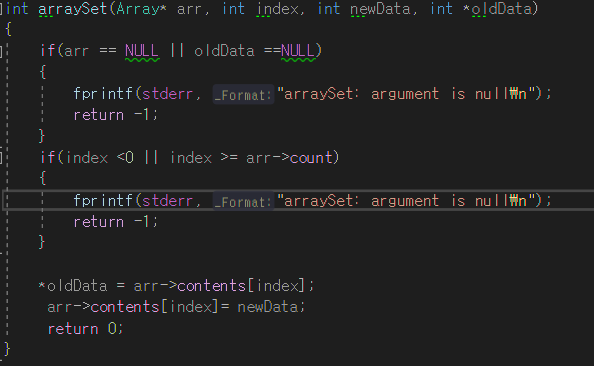 int arraySet(Array* arr, int index, int newData, int *oldData)
{
    if(arr == NULL || oldData ==NULL)
    {
        fprintf(stderr, _Format: "arraySet: argument is null₩n");
        return -1;
    }
    if(index <0 || index >= arr->count)
    {
        fprintf(stderr, _Format: "arraySet: argument is null₩n");
        return -1;
    }
    *oldData = arr->contents[index];
     arr->contents[index]= newData;
     return 0;
}